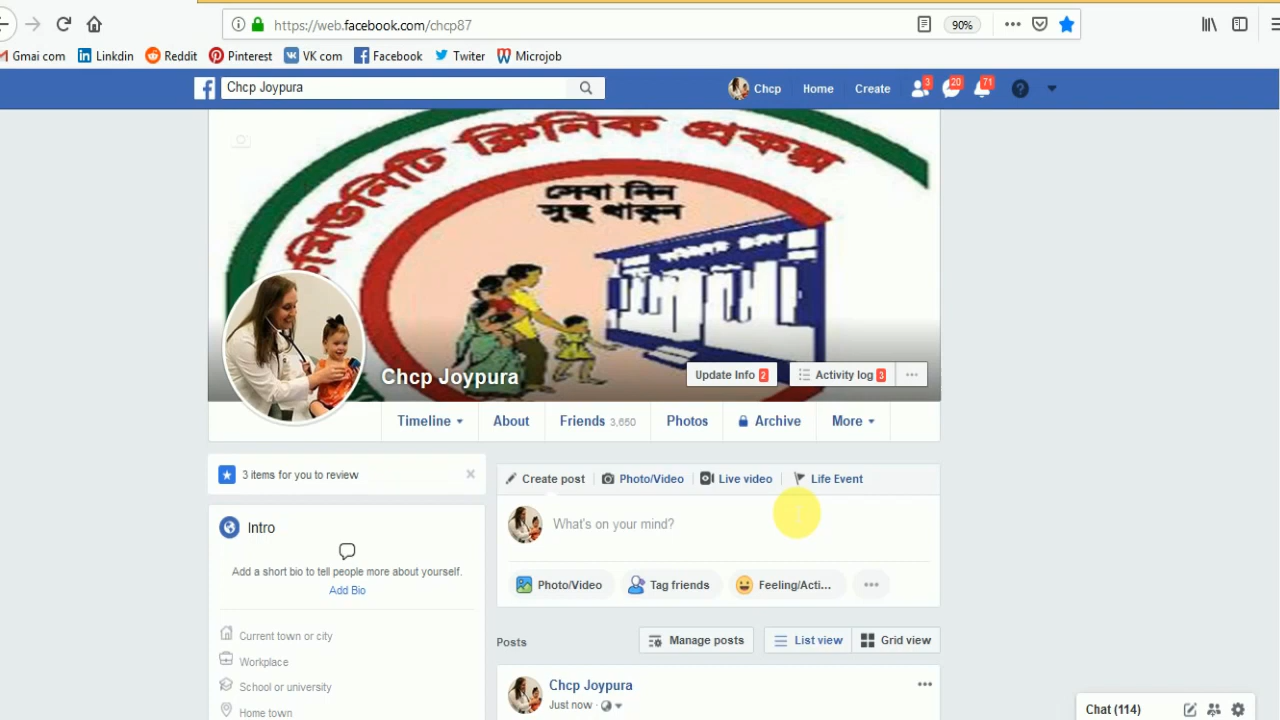 https://web.facebook.com/chcp87
90%
Gmai com
Linkdin
Reddit
Pinterest
VK com
Facebook
Twiter
Microjob
Chcp Joypura
Chcp
Home
Create
3
20
71
ক্লিনিক প্রকল্প
সেবা নিন
সুস্থ থাকুন
Chcp Joypura
Update Info 2
Activity log 3
Timeline
About
Friends 3,650
Photos
Archive
More
3 items for you to review
Create post
Photo/Video
Live video
Life Event
Intro
What's on your mind?
Add a short bio to tell people more about yourself.
Add Bio
Photo/Video
Tag friends
Feeling/Acti...
Current town or city
Workplace
School or university
Home town
Posts
Manage posts
List view
Grid view
Chcp Joypura
Just now
Chat (114)